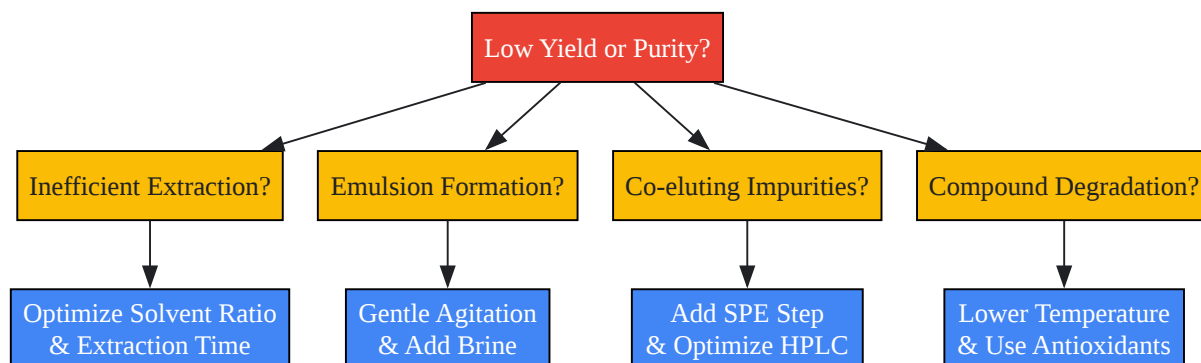 Low Yield or Purity?
Inefficient Extraction?
Emulsion Formation?
Co-eluting Impurities?
Compound Degradation?
Optimize Solvent Ratio
& Extraction Time
Gentle Agitation
& Add Brine
Add SPE Step
& Optimize HPLC
Lower Temperature
& Use Antioxidants